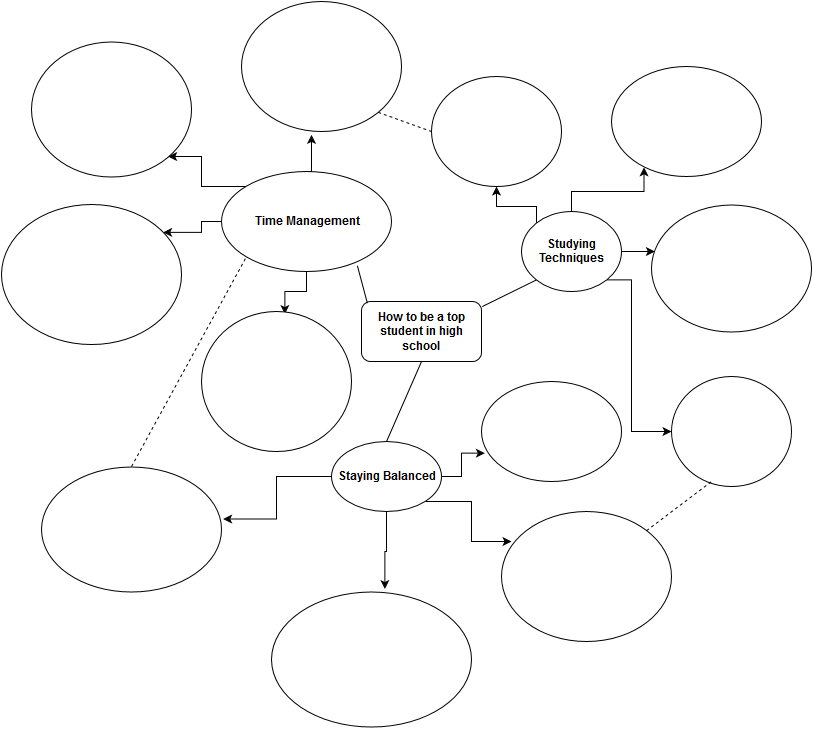 Time Management
Studying
Techniques
How to be a top
student in high
school
Staying Balanced